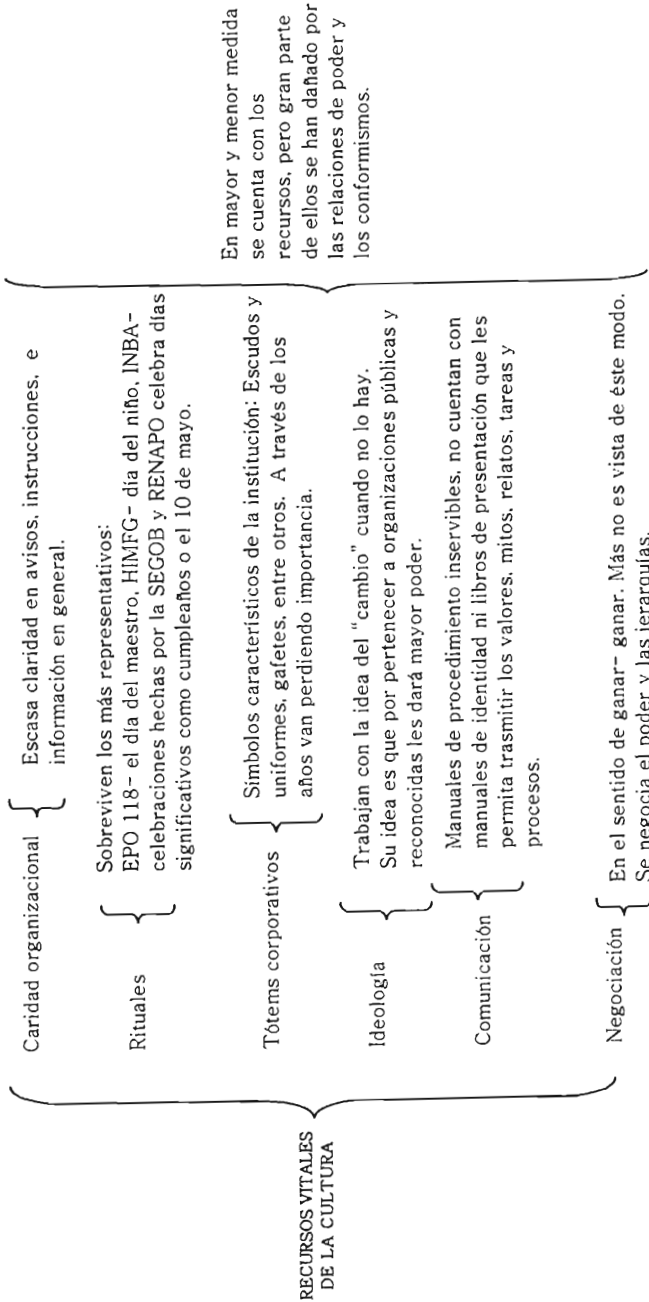 RECURSOS VITALES
DE LA CULTURA
Caridad organizacional
Escasa claridad en avisos, instrucciones, e
información en general.
Rituales
Sobreviven los más representativos:
EPO 118- el día del maestro, HIMFG- día del niño, INBA-
celebraciones hechas por la SEGOB y RENAPO celebra días
significativos como cumpleaños o el 10 de mayo.
Tótems corporativos
Símbolos característicos de la institución: Escudos y
uniformes, gafetes, entre otros. A través de los
años van perdiendo importancia.
Ideología
Trabajan con la idea del "cambio" cuando no lo hay.
Su idea es que por pertenecer a organizaciones públicas y
reconocidas les dará mayor poder.
Comunicación
Manuales de procedimiento inservibles, no cuentan con
manuales de identidad ni libros de presentación que les
permita trasmitir los valores, mitos, relatos, tareas y
procesos.
Negociación
En el sentido de ganar- ganar. Más no es vista de éste modo.
Se negocia el poder y las jerarquías.
En mayor y menor medida
se cuenta con los
recursos, pero gran parte
de ellos se han dañado por
las relaciones de poder y
los conformismos.